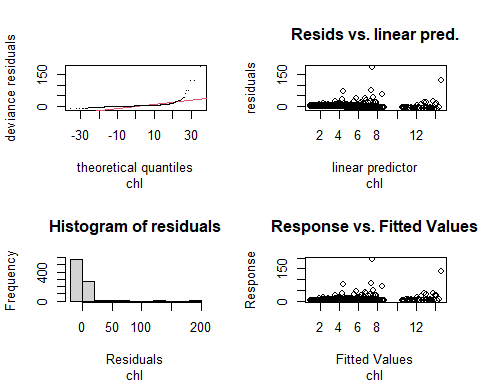 deviance residuals
0
150
-30
-10
10
30
theoretical quantiles
chl
Resids vs. linear pred.
residuals
0
150
2
4
6
8
12
linear predictor
chl
Histogram of residuals
Frequency
0
400
0
50
100
200
Residuals
chl
Response vs. Fitted Values
Response
0
150
2
4
6
8
12
Fitted Values
chl